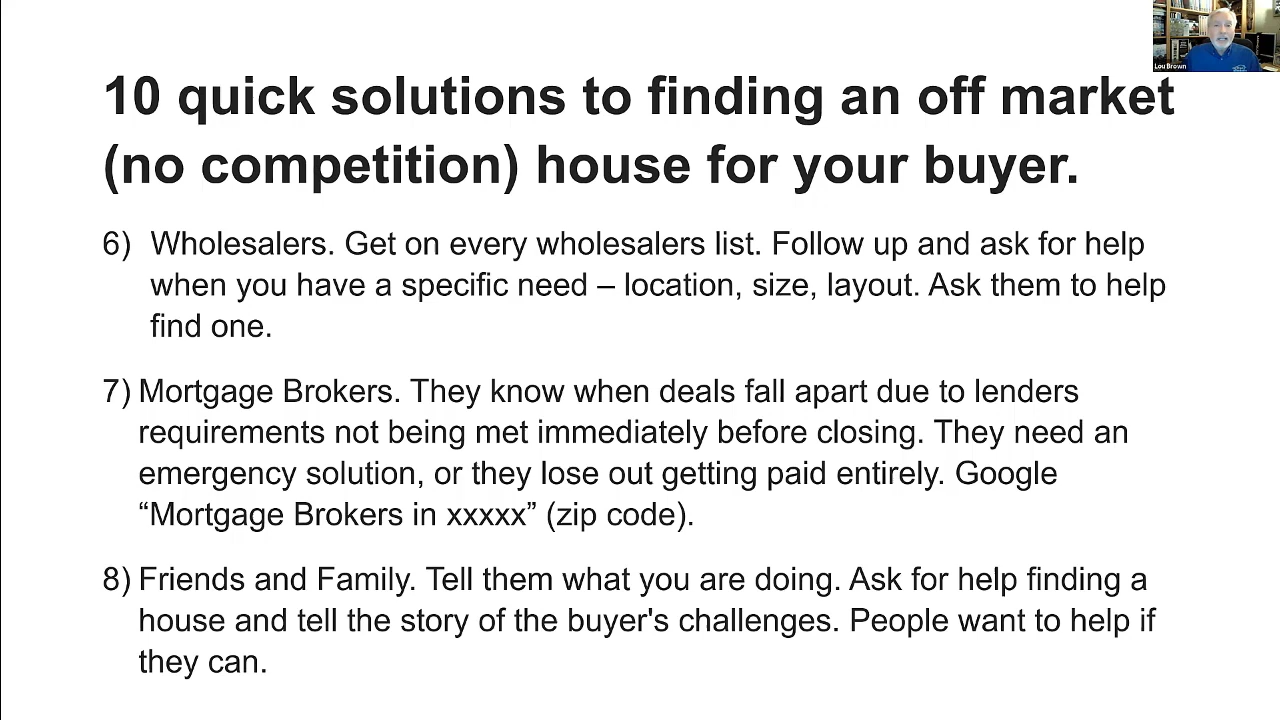 Lou Brown
10 quick solutions to finding an off market
(no competition) house for your buyer.
6) Wholesalers. Get on every wholesalers list. Follow up and ask for help
when you have a specific need – location, size, layout. Ask them to help
find one.
7) Mortgage Brokers. They know when deals fall apart due to lenders
requirements not being met immediately before closing. They need an
emergency solution, or they lose out getting paid entirely. Google
“Mortgage Brokers in xxxxx” (zip code).
8) Friends and Family. Tell them what you are doing. Ask for help finding a
house and tell the story of the buyer's challenges. People want to help if
they can.